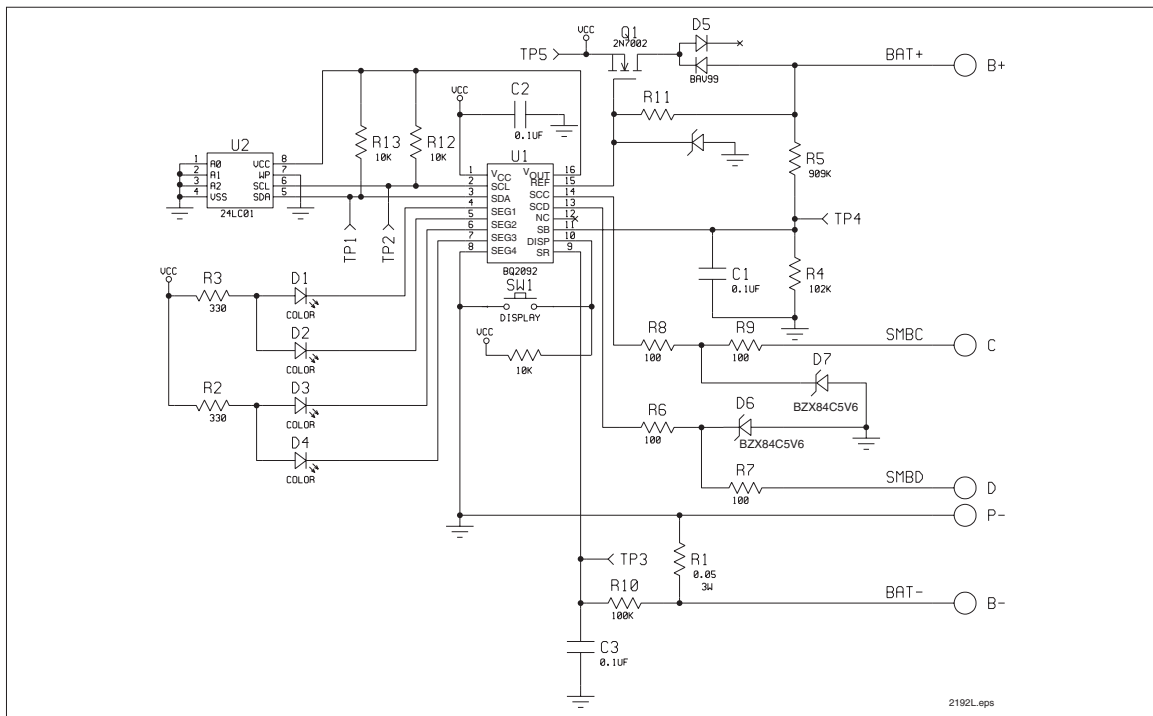 VCC
Q1
2N7002
D5
TP5
BAV99
BAT+
B+
VCC
C2
0.1UF
R11
U2
R13
10K
R12
10K
U1
R5
909K
1 A0 VCC 8
2 A1 WP 7
3 A2 SCL 6
4 VSS SDA 5
24LC01
1 VCC VOUT 16
2 SCL REF 15
3 SDA SCC 14
4 SEG1 SCD 13
5 SEG2 NC 12
6 SEG3 SB 11
7 SEG4 DISP 10
8 SR 9
BQ2092
TP4
TP1
TP2
C1
0.1UF
R4
102K
VCC
R3
330
D1
COLOR
SW1
DISPLAY
D2
COLOR
VCC
10K
R8
100
R9
100
SMBC
C
D7
BZX84C5V6
R2
330
D3
COLOR
R6
100
D6
BZX84C5V6
D4
COLOR
R7
100
SMBD
D
P-
TP3
R1
0.05
3W
R10
100K
BAT-
B-
C3
0.1UF
2192L.eps